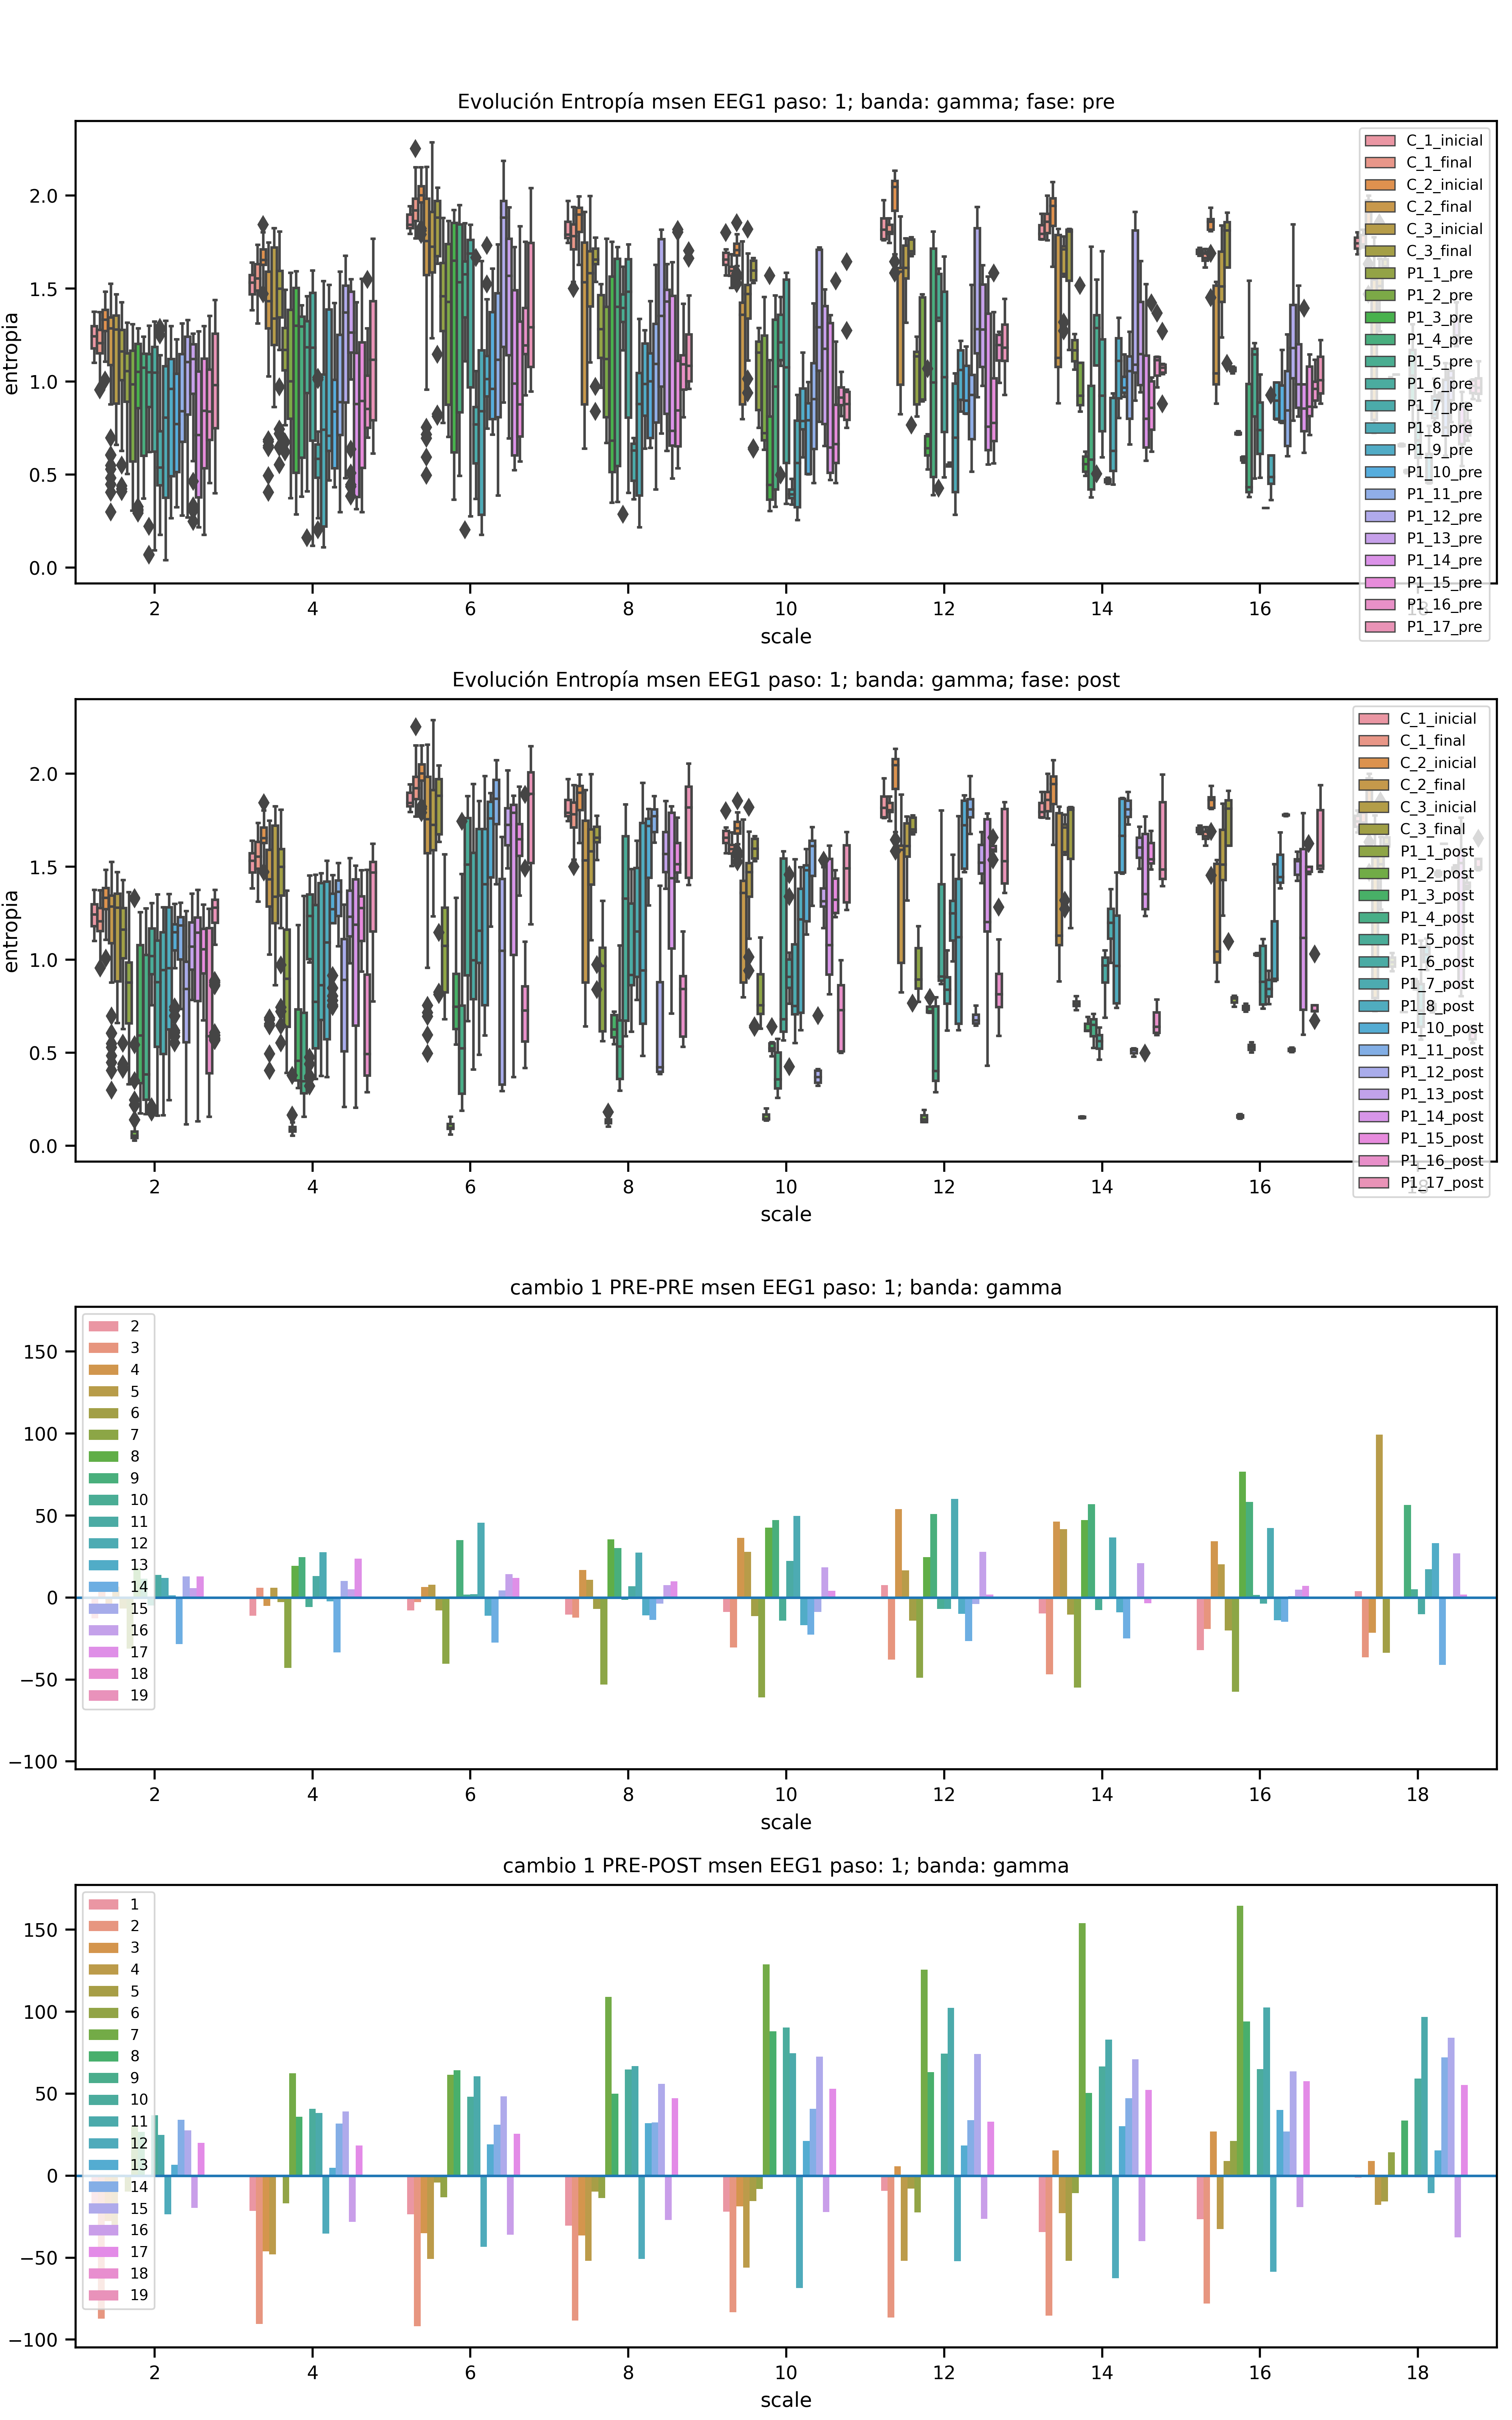 Evolución Entropía msen EEG1 paso: 1; banda: gamma; fase: pre
entropia
2.0
1.5
1.0
0.5
0.0
C_1_inicial
C_1_final
C_2_inicial
C_2_final
C_3_inicial
C_3_final
P1_1_pre
P1_2_pre
P1_3_pre
P1_4_pre
P1_5_pre
P1_6_pre
P1_7_pre
P1_8_pre
P1_9_pre
P1_10_pre
P1_11_pre
P1_12_pre
P1_13_pre
P1_14_pre
P1_15_pre
P1_16_pre
P1_17_pre
2 4 6 8 10 12 14 16 18
scale
Evolución Entropía msen EEG1 paso: 1; banda: gamma; fase: post
entropia
2.0
1.5
1.0
0.5
0.0
C_1_inicial
C_1_final
C_2_inicial
C_2_final
C_3_inicial
C_3_final
P1_1_post
P1_2_post
P1_3_post
P1_4_post
P1_5_post
P1_6_post
P1_7_post
P1_8_post
P1_10_post
P1_11_post
P1_12_post
P1_13_post
P1_14_post
P1_15_post
P1_16_post
P1_17_post
2 4 6 8 10 12 14 16 18
scale
cambio 1 PRE-PRE msen EEG1 paso: 1; banda: gamma
150
100
50
0
−50
−100
2
3
4
5
6
7
8
9
10
11
12
13
14
15
16
17
18
19
2 4 6 8 10 12 14 16 18
scale
cambio 1 PRE-POST msen EEG1 paso: 1; banda: gamma
150
100
50
0
−50
−100
1
2
3
4
5
6
7
8
9
10
11
12
13
14
15
16
17
18
19
2 4 6 8 10 12 14 16 18
scale